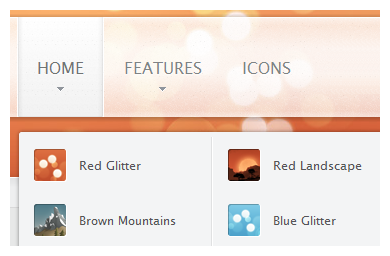 HOME FEATURES ICONS
Red Glitter Red Landscape
Brown Mountains Blue Glitter